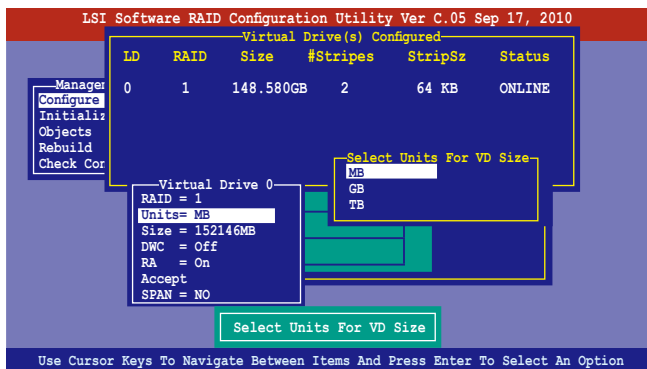 LSI Software RAID Configuration Utility Ver C.05 Sep 17, 2010
Virtual Drive(s) Configured
LD RAID Size #Stripes StripSz Status
0 1 148.580GB 2 64 KB ONLINE
Manage
Configure
Initializ
Objects
Rebuild
Check Con
Select Units For VD Size
MB
GB
TB
Virtual Drive 0
RAID = 1
Units= MB
Size = 152146MB
DWC = Off
RA = On
Accept
SPAN = NO
Select Units For VD Size
Use Cursor Keys To Navigate Between Items And Press Enter To Select An Option